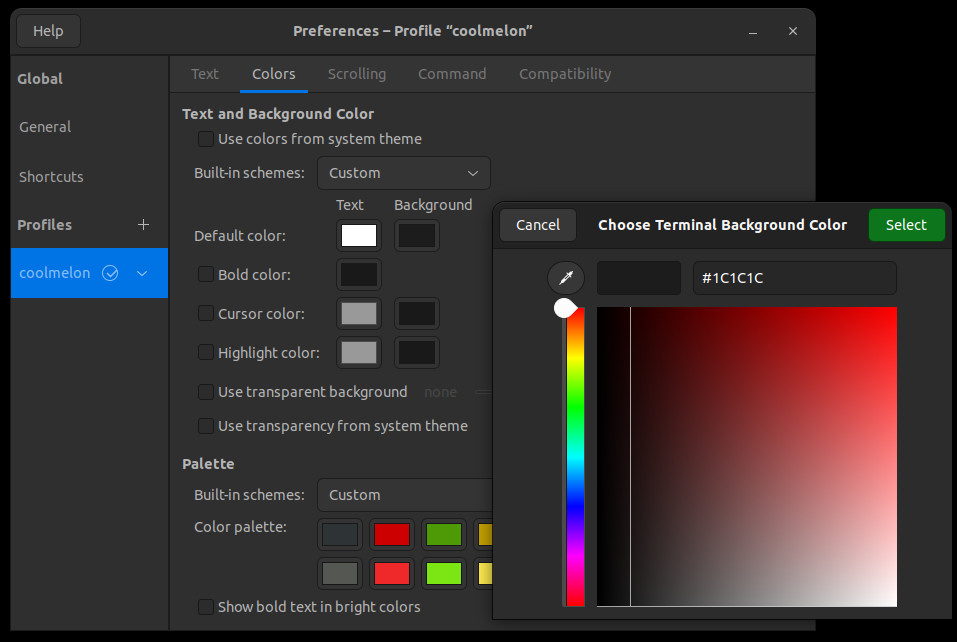 Help
Preferences – Profile “coolmelon”
Global
General
Shortcuts
Profiles
coolmelon
Text Colors Scrolling Command Compatibility
Text and Background Color
Use colors from system theme
Built-in schemes: Custom
Text Background
Default color:
Bold color:
Cursor color:
Highlight color:
Use transparent background none
Use transparency from system theme
Palette
Built-in schemes: Custom
Color palette:
Show bold text in bright colors
Cancel Choose Terminal Background Color Select
#1C1C1C